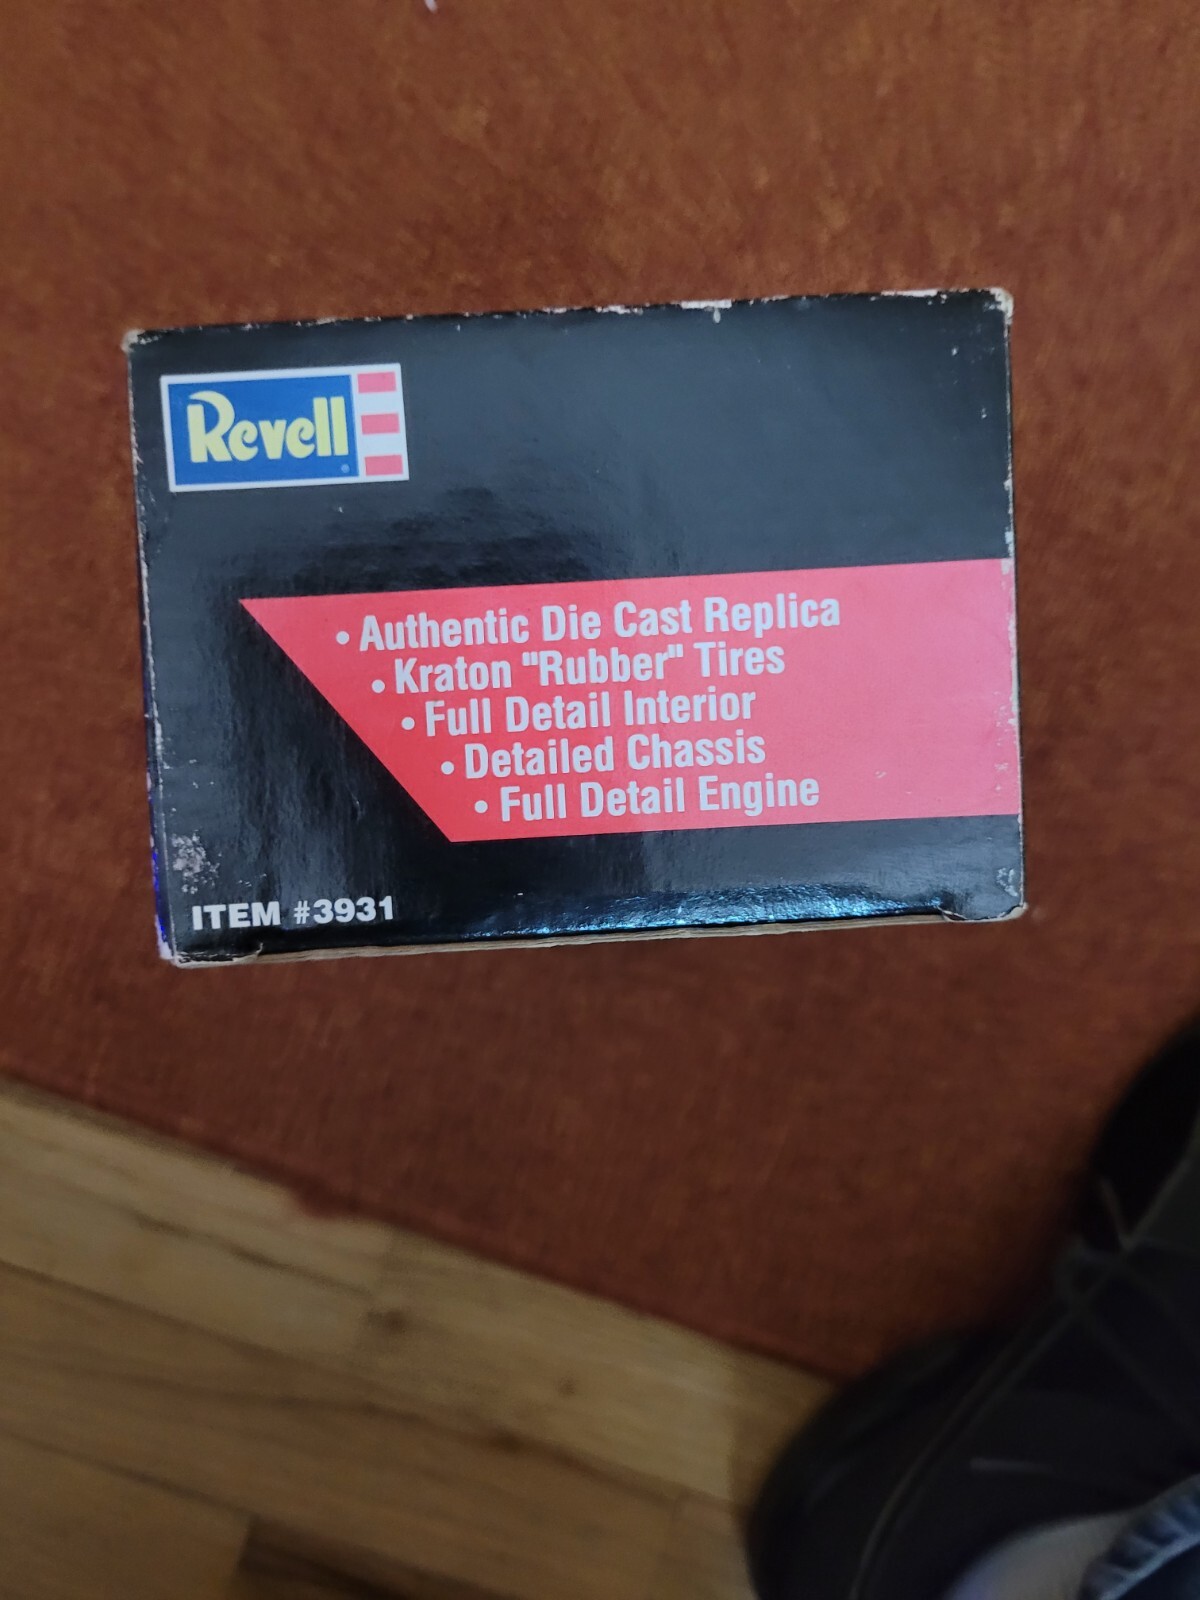 Revell
• Authentic Die Cast Replica
• Kraton "Rubber" Tires
• Full Detail Interior
• Detailed Chassis
• Full Detail Engine
ITEM #3931